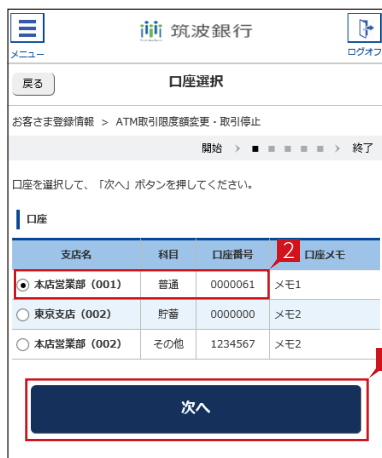 筑波銀行
メニュー
ログオフ
戻る
口座選択
お客さま登録情報 > ATM取引限度額変更・取引停止
開始 > ■ ■ ■ ■ ■ > 終了
口座を選択して、「次へ」ボタンを押してください。
口座
支店名 科目 口座番号 2 口座メモ
本店営業部（001） 普通 0000061 メモ1
東京支店（002） 貯蓄 0000000 メモ2
本店営業部（002） その他 1234567 メモ2
次へ